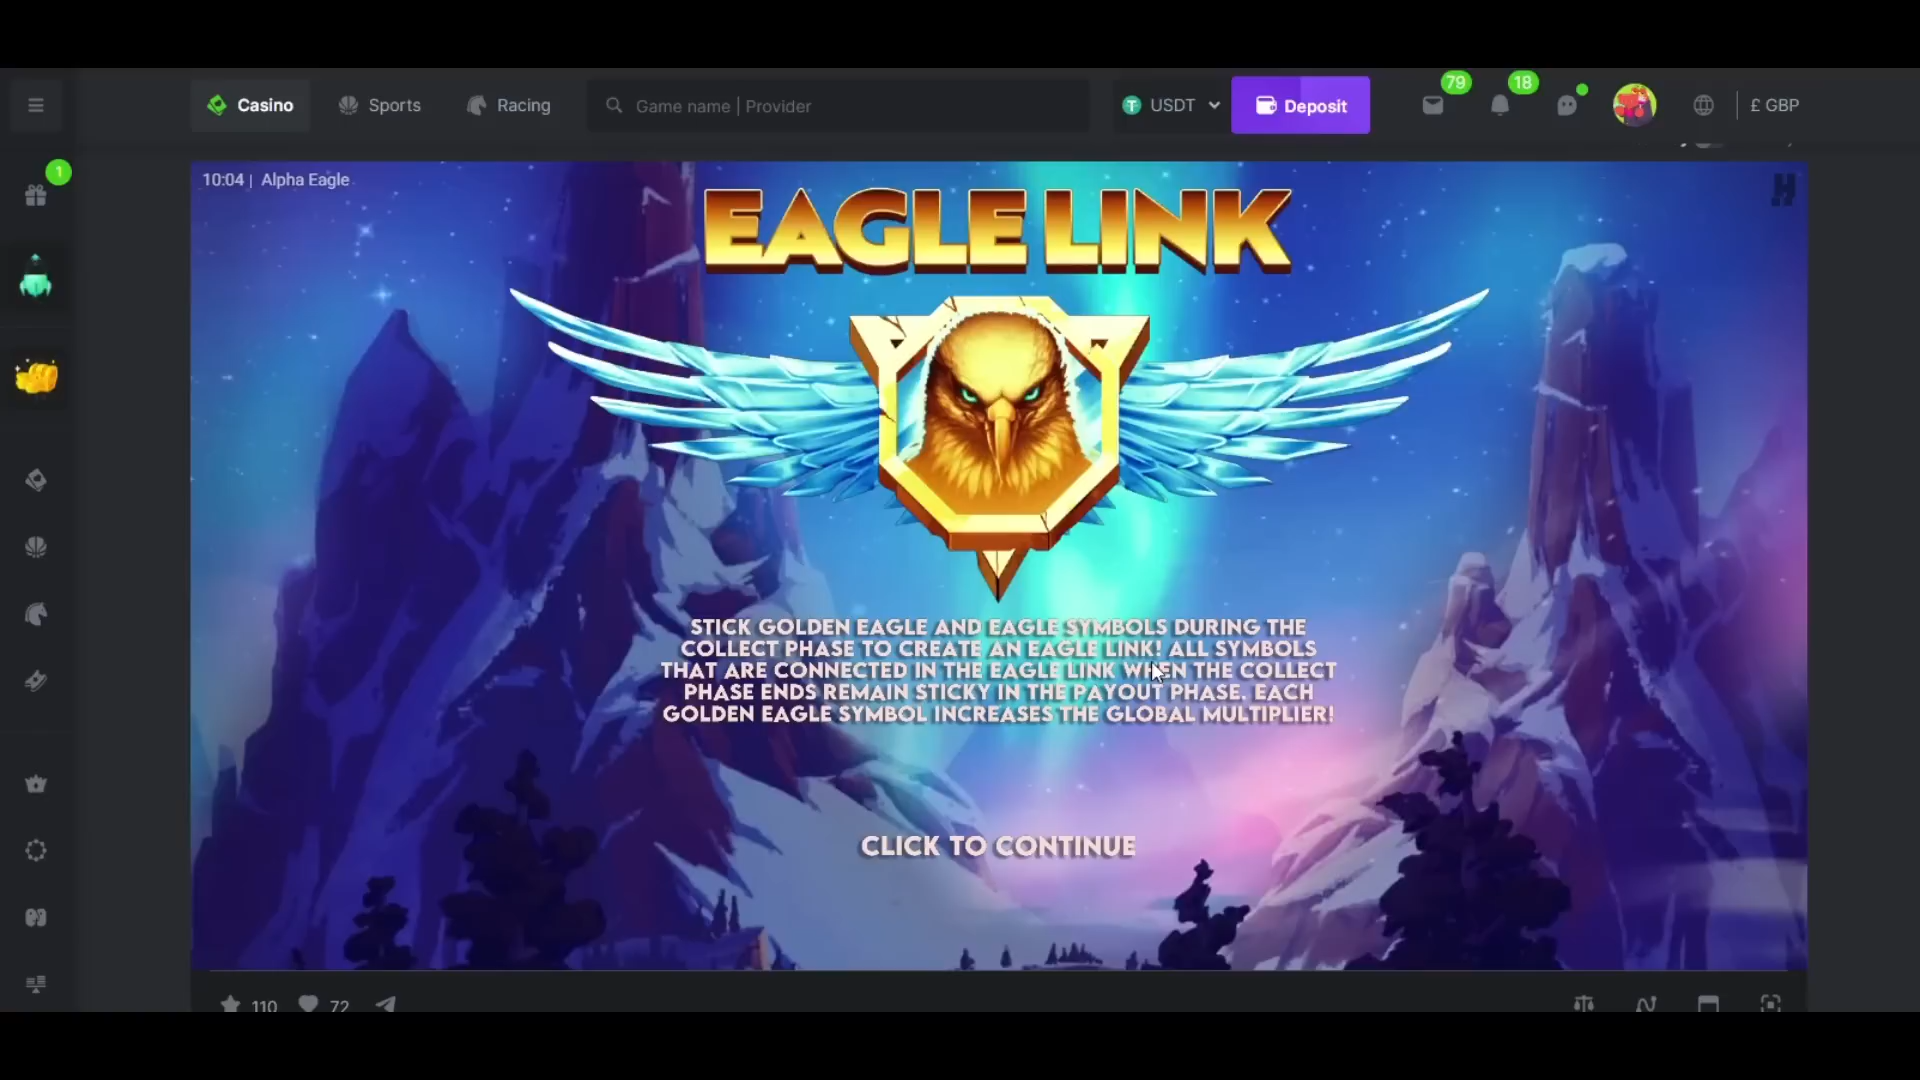 79
18
Casino
Sports
Racing
Game name | Provider
USDT
Deposit
£ GBP
1
10:04 | Alpha Eagle
EAGLE LINK
STICK GOLDEN EAGLE AND EAGLE SYMBOLS DURING THE
COLLECT PHASE TO CREATE AN EAGLE LINK! ALL SYMBOLS
THAT ARE CONNECTED IN THE EAGLE LINK WHEN THE COLLECT
PHASE ENDS REMAIN STICKY IN THE PAYOUT PHASE. EACH
GOLDEN EAGLE SYMBOL INCREASES THE GLOBAL MULTIPLIER!
CLICK TO CONTINUE
110
72